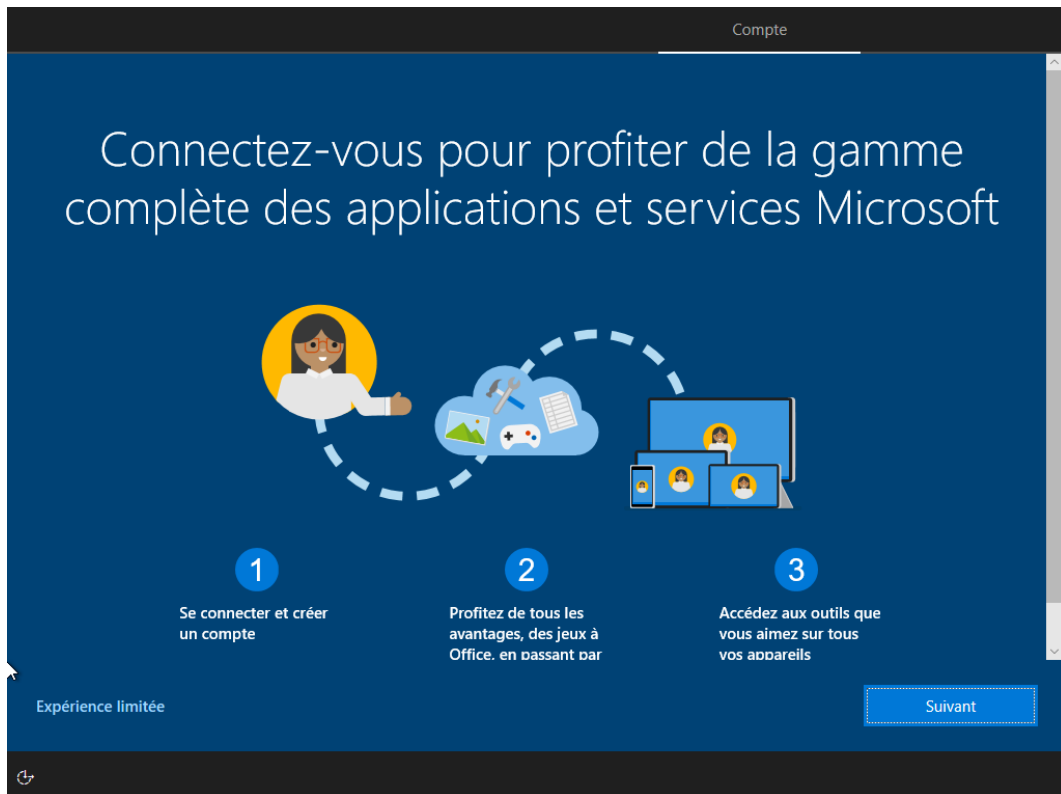 Compte
Connectez-vous pour profiter de la gamme
complète des applications et services Microsoft
1
Se connecter et créer
un compte
2
Profitez de tous les
avantages, des jeux à
Office, en passant par
3
Accédez aux outils que
vous aimez sur tous
vos appareils
Expérience limitée
Suivant